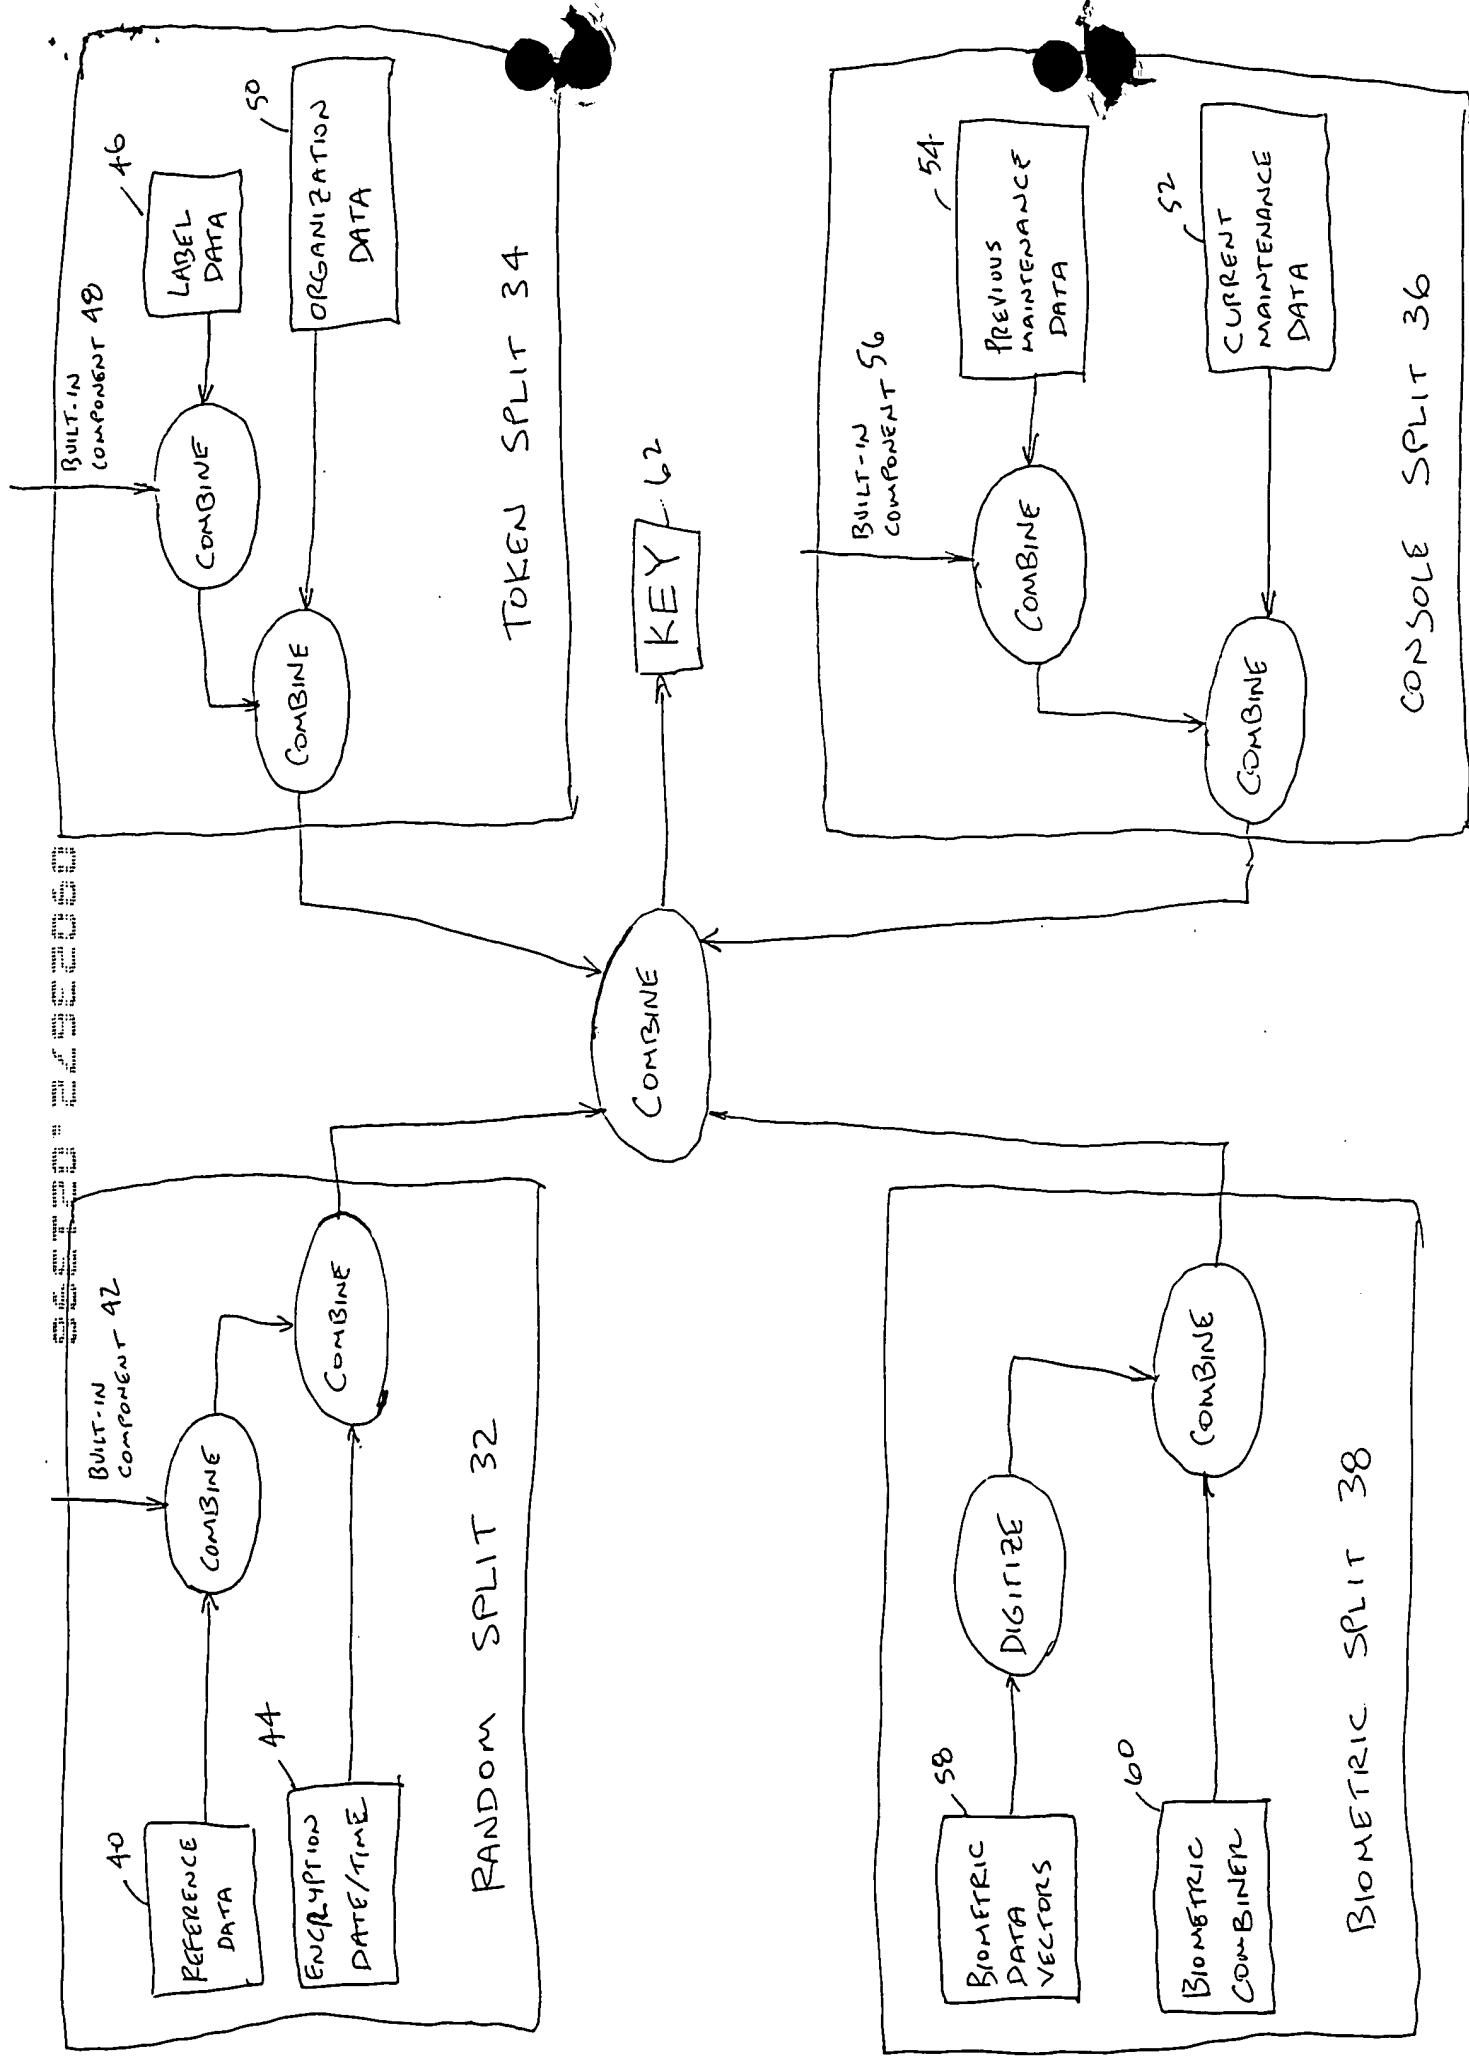 BUILT-IN
COMPONENT 42
40
REFERENCE
DATA
COMBINE
44
ENCRYPTION
DATE/TIME
COMBINE
RANDOM SPLIT 32
BUILT-IN
COMPONENT 48
46
LABEL
DATA
COMBINE
50
ORGANIZATION
DATA
COMBINE
TOKEN SPLIT 34
COMBINE
KEY
62
58
BIOMETRIC
DATA
VECTORS
DIGITIZE
60
BIOMETRIC
COMBINER
COMBINE
BIOMETRIC SPLIT 38
BUILT-IN
COMPONENT 56
54
PREVIOUS
MAINTENANCE
DATA
COMBINE
52
CURRENT
MAINTENANCE
DATA
COMBINE
CONSOLE SPLIT 36